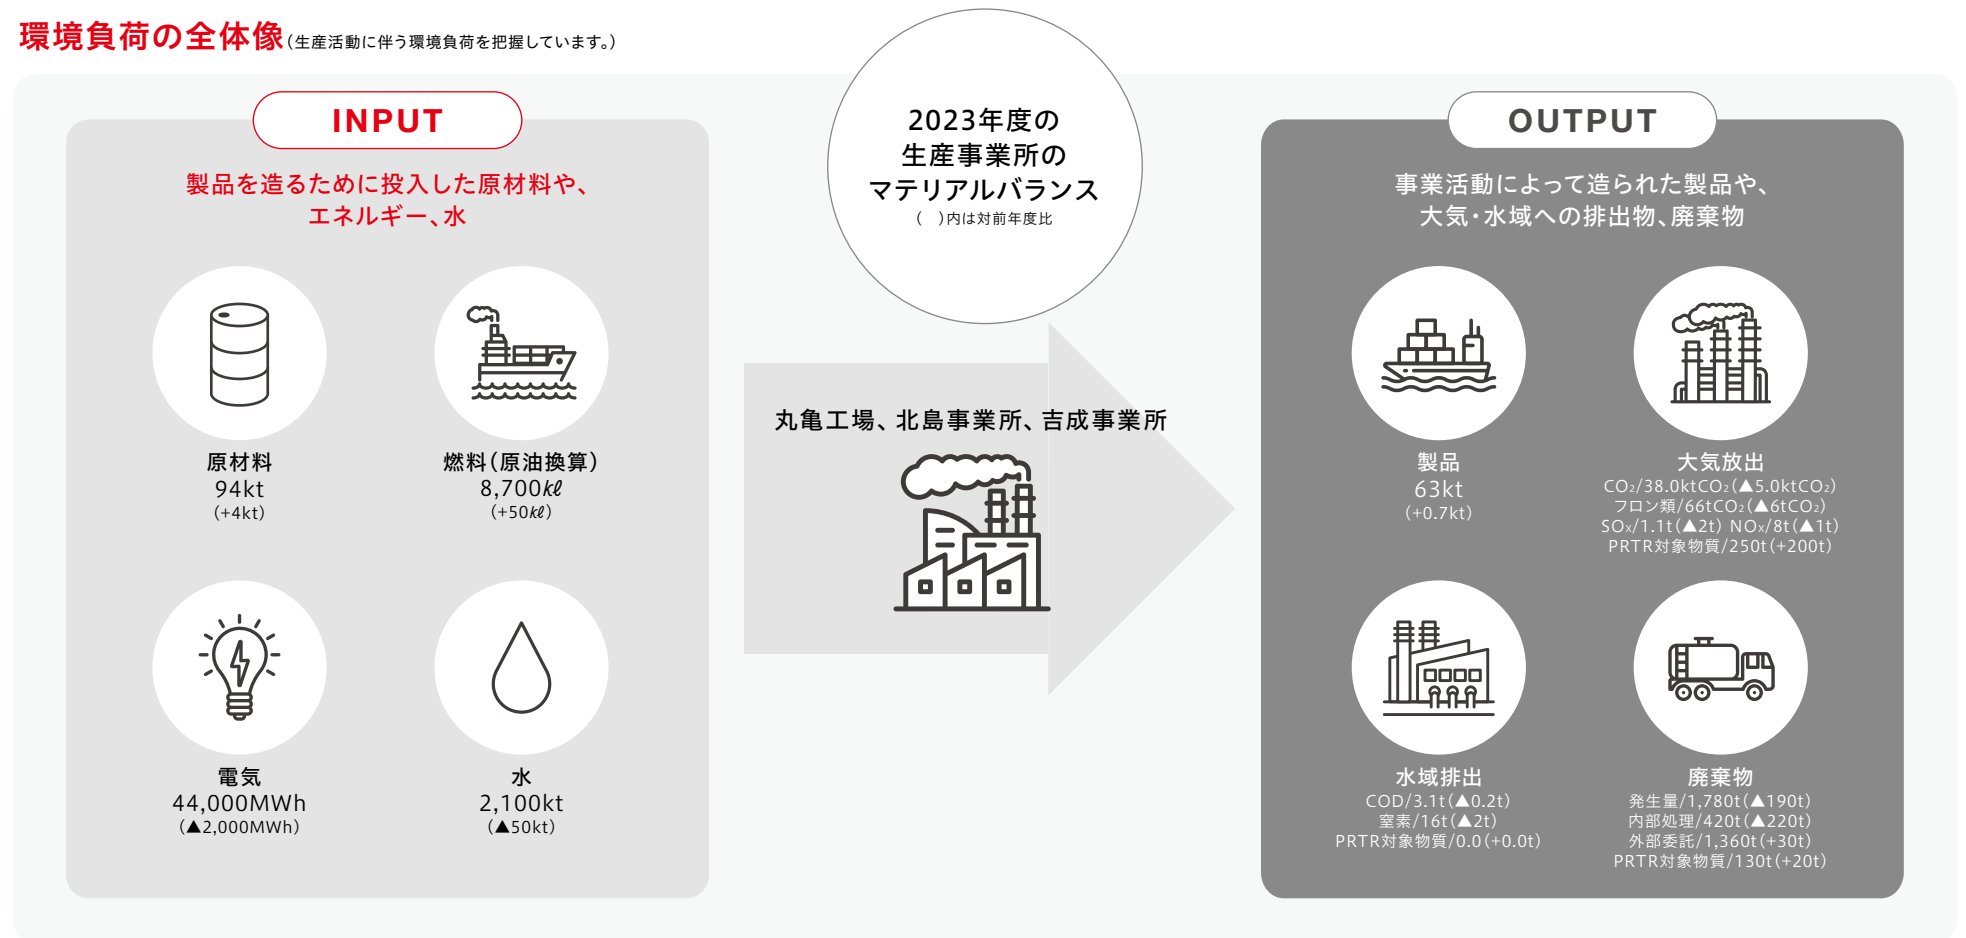 環境負荷の全体像(生産活動に伴う環境負荷を把握しています。)
INPUT
製品を造るために投入した原材料や、
エネルギー、水
原材料
94kt
(+4kt)
燃料(原油換算)
8,700kℓ
(+50kℓ)
電気
44,000MWh
(▲2,000MWh)
水
2,100kt
(▲50kt)
2023年度の
生産事業所の
マテリアルバランス
(　)内は対前年度比
丸亀工場、北島事業所、吉成事業所
OUTPUT
事業活動によって造られた製品や、
大気・水域への排出物、廃棄物
製品
63kt
(+0.7kt)
大気放出
CO₂/38.0ktCO₂(▲5.0ktCO₂)
フロン類/66tCO₂(▲6tCO₂)
SOx/1.1t(▲2t) NOx/8t(▲1t)
PRTR対象物質/250t(+200t)
水域排出
COD/3.1t(▲0.2t)
窒素/16t(▲2t)
PRTR対象物質/0.0(+0.0t)
廃棄物
発生量/1,780t(▲190t)
内部処理/420t(▲220t)
外部委託/1,360t(+30t)
PRTR対象物質/130t(+20t)